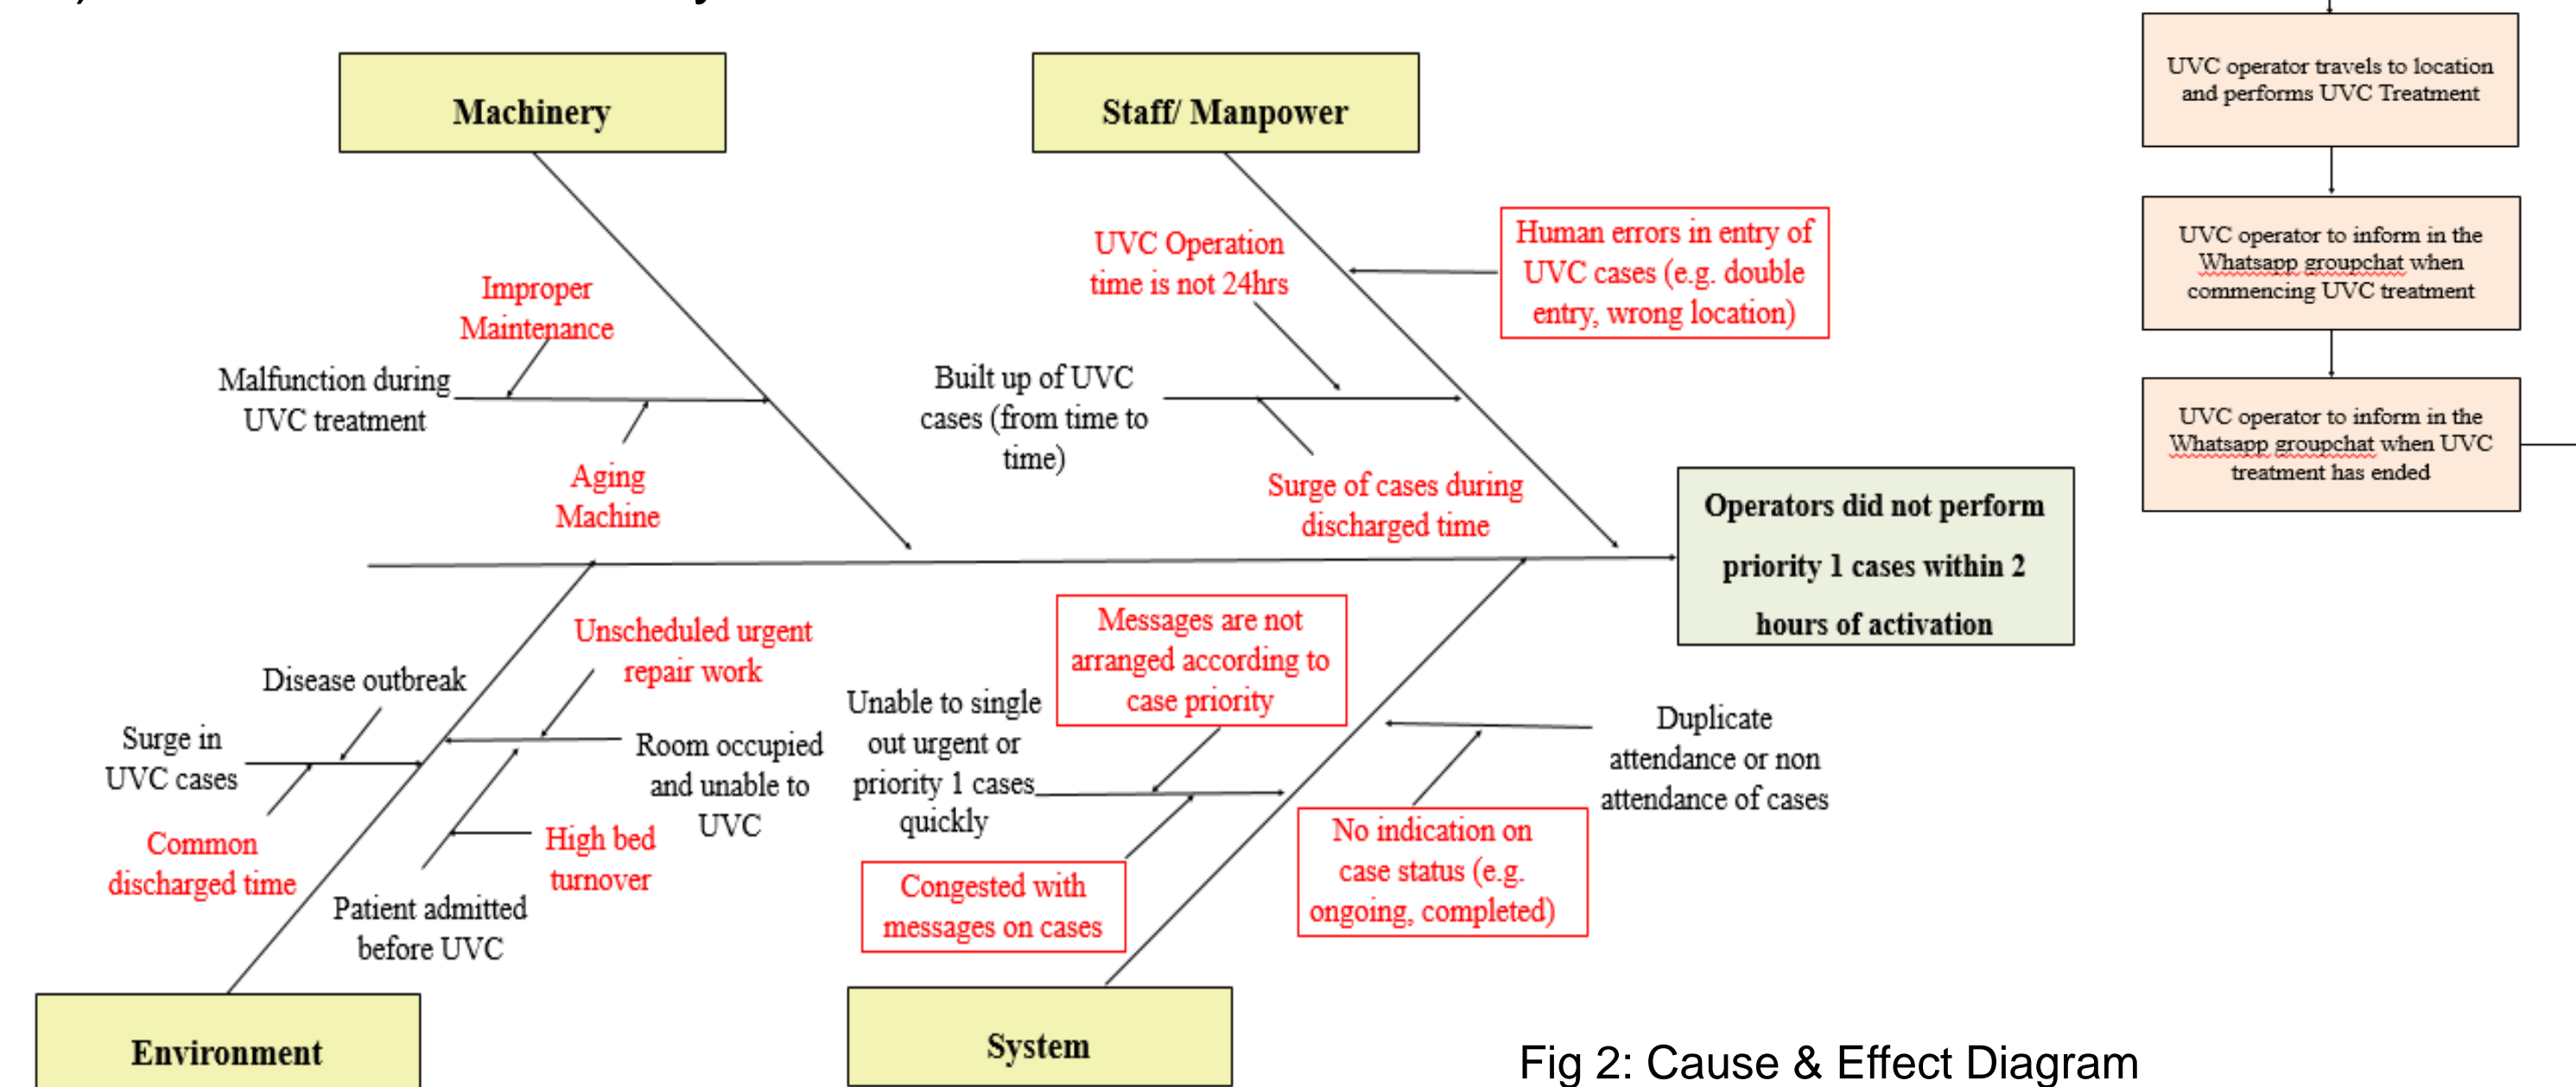 Machinery
Staff/ Manpower
UVC operator travels to location
and performs UVC Treatment
UVC operator to inform in the
Whatsapp groupchat when
commencing UVC treatment
UVC operator to inform in the
Whatsapp groupchat when UVC
treatment has ended
Improper
Maintenance
Malfunction during
UVC treatment
Aging
Machine
UVC Operation
time is not 24hrs
Human errors in entry of
UVC cases (e.g. double
entry, wrong location)
Built up of UVC
cases (from time to
time)
Surge of cases during
discharged time
Operators did not perform
priority 1 cases within 2
hours of activation
Unscheduled urgent
repair work
Disease outbreak
Surge in
UVC cases
Room occupied
and unable to
UVC
Common
discharged time
High bed
turnover
Patient admitted
before UVC
Messages are not
arranged according to
case priority
Unable to single
out urgent or
priority 1 cases
quickly
Duplicate
attendance or non
attendance of cases
Congested with
messages on cases
No indication on
case status (e.g.
ongoing, completed)
Environment
System
Fig 2: Cause & Effect Diagram